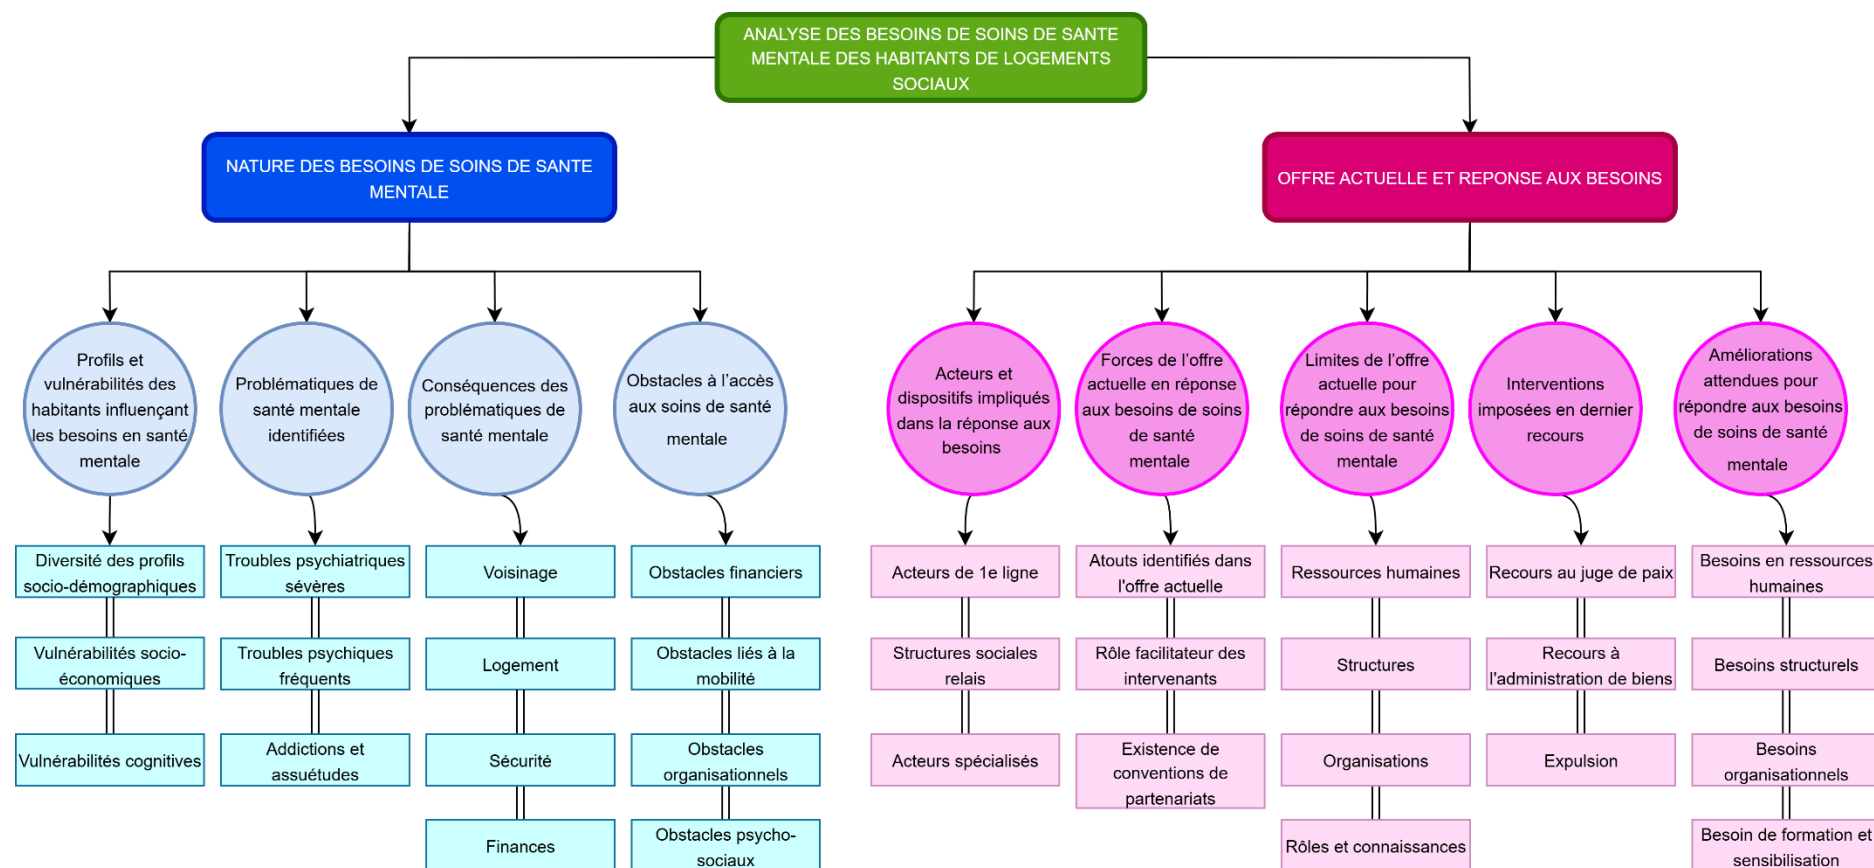 ANALYSE DES BESOINS DE SOINS DE SANTE
MENTALE DES HABITANTS DE LOGEMENTS
SOCIAUX
NATURE DES BESOINS DE SOINS DE SANTE
MENTALE
OFFRE ACTUELLE ET REPONSE AUX BESOINS
Profils et
vulnérabilités des
habitants influençant
les besoins en santé
mentale
Problématiques de
santé mentale
identifiées
Conséquences des
problématiques de
santé mentale
Obstacles à l'accès
aux soins de santé
mentale
Acteurs et
dispositifs impliqués
dans la réponse aux
besoins
Forces de l'offre
actuelle en réponse
aux besoins de soins
de santé
mentale
Limites de l'offre
actuelle pour
répondre aux besoins
de soins de santé
mentale
Interventions
imposées en dernier
recours
Améliorations
attendues pour
répondre aux besoins
de soins de santé
mentale
Diversité des profils
socio-démographiques
Vulnérabilités socio-
économiques
Vulnérabilités cognitives
Troubles psychiatriques
sévères
Troubles psychiques
fréquents
Addictions et
assuétudes
Voisinage
Logement
Sécurité
Finances
Obstacles financiers
Obstacles liés à la
mobilité
Obstacles
organisationnels
Obstacles psycho-
sociaux
Acteurs de 1e ligne
Structures sociales
relais
Acteurs spécialisés
Atouts identifiés dans
l'offre actuelle
Rôle facilitateur des
intervenants
Existence de
conventions de
partenariats
Ressources humaines
Structures
Organisations
Rôles et connaissances
Recours au juge de paix
Recours à
l'administration de biens
Expulsion
Besoins en ressources
humaines
Besoins structurels
Besoins
organisationnels
Besoin de formation et
sensibilisation